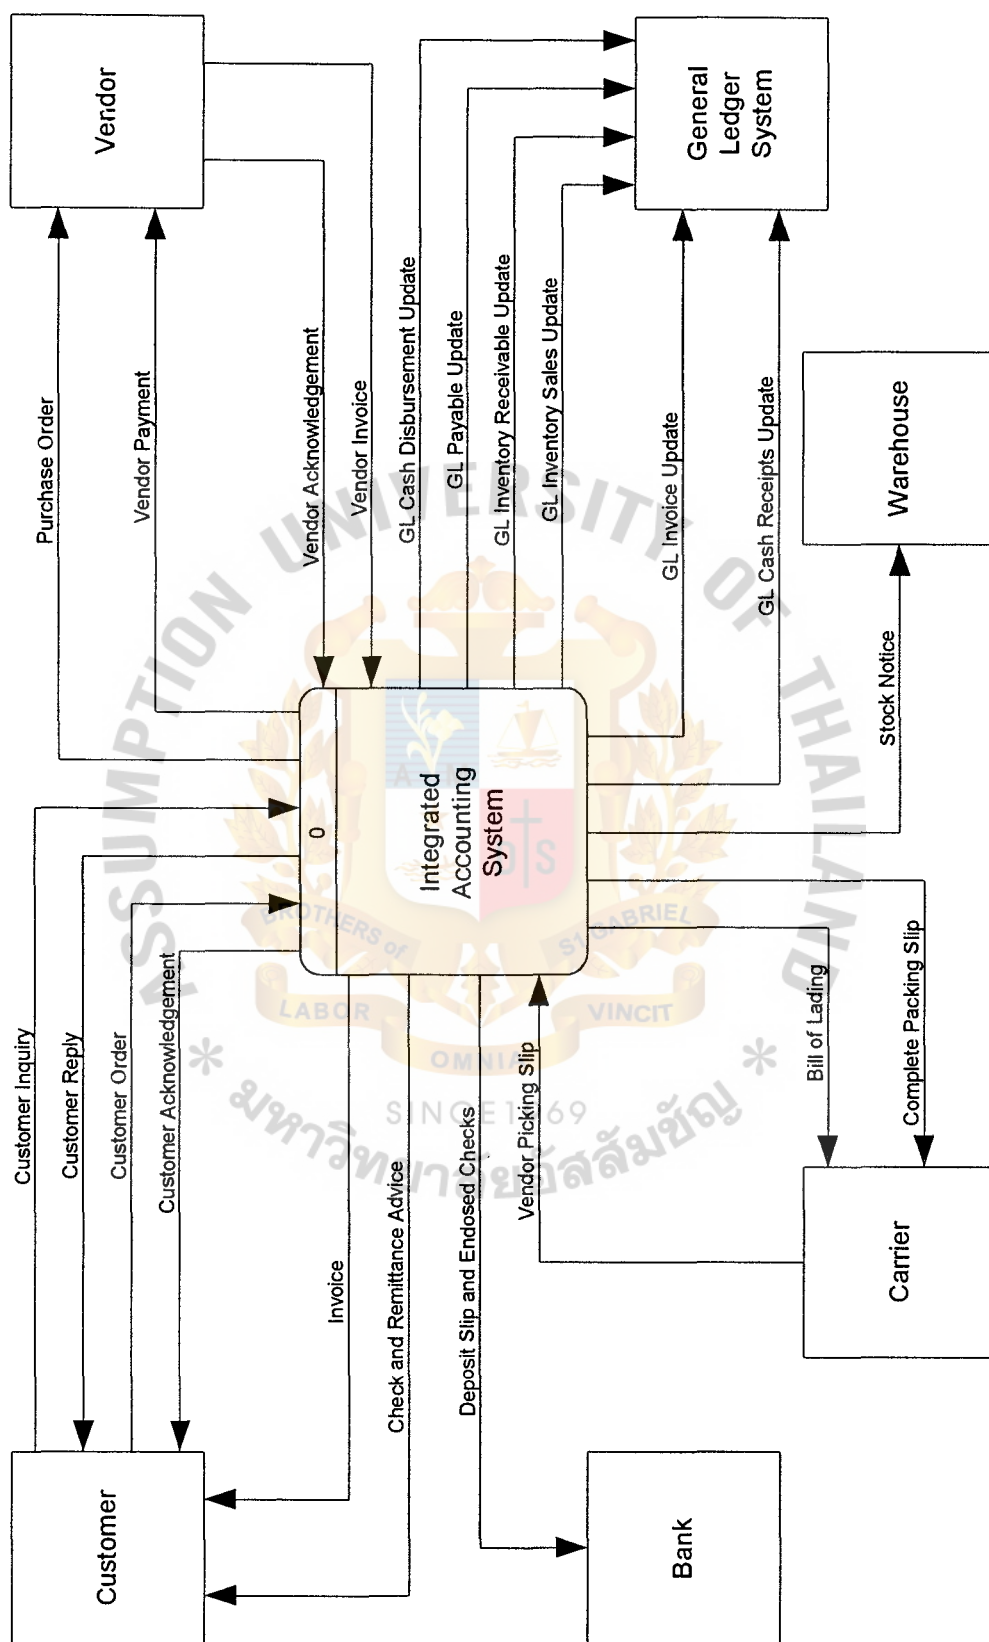 Customer
Customer Inquiry
Customer Reply
Customer Order
Customer Acknowledgement
Purchase Order
Vendor Payment
Vendor
Vendor Acknowledgement
Vendor Invoice
0
Integrated
Accounting
System
Invoice
Check and Remittance Advice
Deposit Slip and Endosed Checks
Vendor Picking Slip
GL Cash Disbursement Update
GL Payable Update
GL Inventory Receivable Update
GL Inventory Sales Update
General
Ledger
System
GL Invoice Update
GL Cash Receipts Update
Bank
Carrier
Bill of Lading
Complete Packing Slip
Stock Notice
Warehouse
ASSUMPTION UNIVERSITY OF THAILAND
BROTHERS of
ST GABRIEL
LABOR
OMNIA
VINCIT
SINCE 1969
มหาวิทยาลัยอัสสัมชัญ